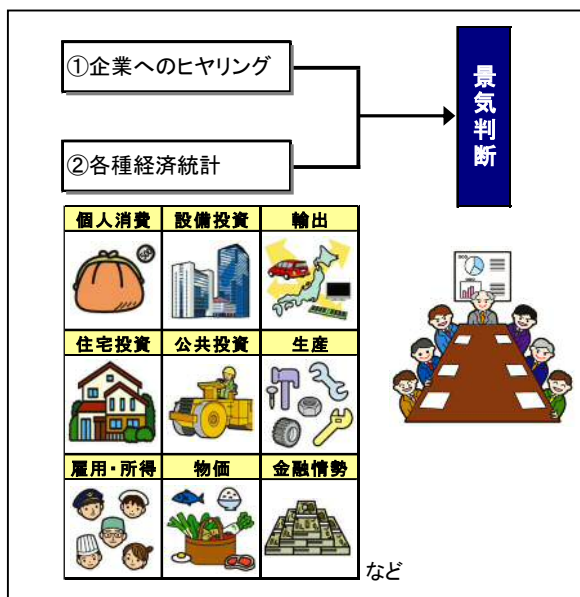 ①企業へのヒヤリング
景気判断
②各種経済統計
個人消費 設備投資 輸出
住宅投資 公共投資 生産
雇用・所得 物価 金融情勢
など